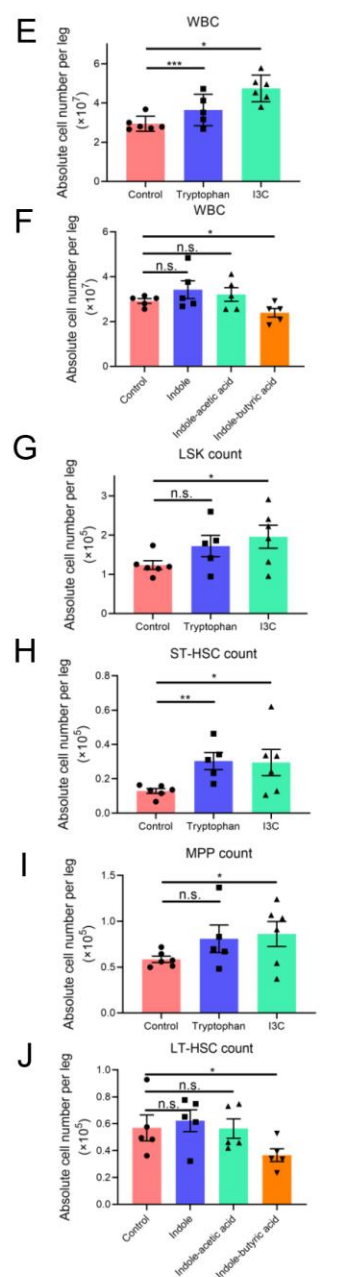 E
WBC
Absolute cell number per leg
(×10⁷)
6
4
2
0
*
***
Control
Tryptophan
I3C
F
WBC
Absolute cell number per leg
(×10⁷)
6
4
2
0
*
n.s.
n.s.
Control
Indole
Indole-acetic acid
Indole-butyric acid
G
LSK count
Absolute cell number per leg
(×10⁵)
3
2
1
0
*
n.s.
Control
Tryptophan
I3C
H
ST-HSC count
Absolute cell number per leg
(×10⁵)
0.8
0.6
0.4
0.2
0.0
*
**
Control
Tryptophan
I3C
I
MPP count
Absolute cell number per leg
(×10⁵)
1.5
1.0
0.5
0.0
*
n.s.
Control
Tryptophan
I3C
J
LT-HSC count
Absolute cell number per leg
(×10⁵)
1.0
0.8
0.6
0.4
0.2
0.0
*
n.s.
n.s.
Control
Indole
Indole-acetic acid
Indole-butyric acid